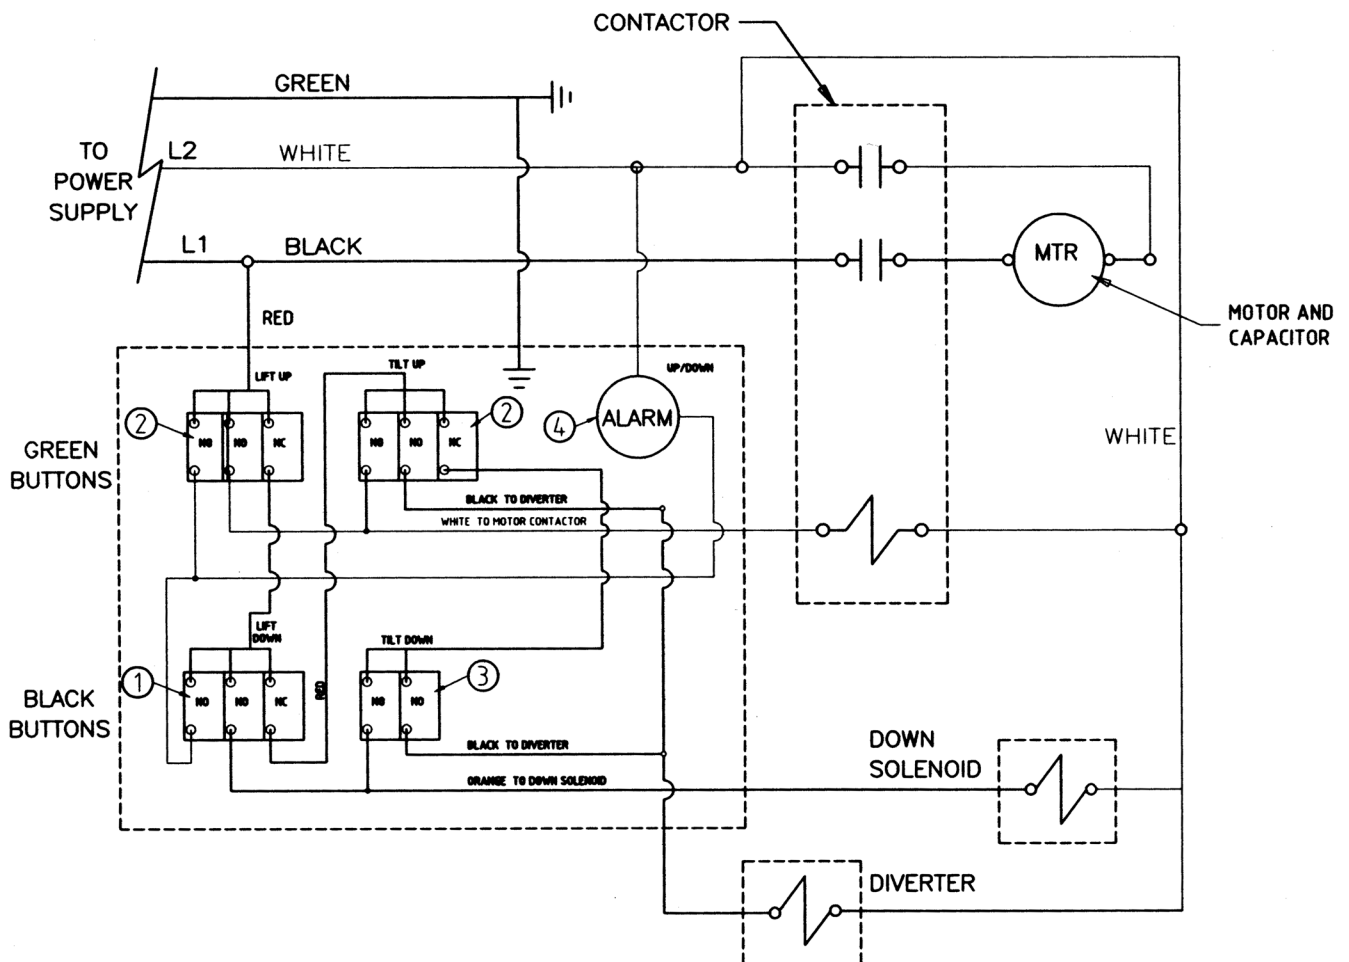 CONTACTOR
GREEN
TO
POWER
SUPPLY
L2
WHITE
L1
BLACK
MTR
MOTOR AND
CAPACITOR
RED
LIFT UP
TILT UP
UP/DOWN
2
NO
NO
NC
NO
NO
NC
2
4
ALARM
GREEN
BUTTONS
WHITE
BLACK TO DIVERTER
WHITE TO MOTOR CONTACTOR
LIFT
DOWN
TILT DOWN
1
NO
NO
NC
RED
NO
NO
3
BLACK
BUTTONS
BLACK TO DIVERTER
ORANGE TO DOWN SOLENOID
DOWN
SOLENOID
DIVERTER